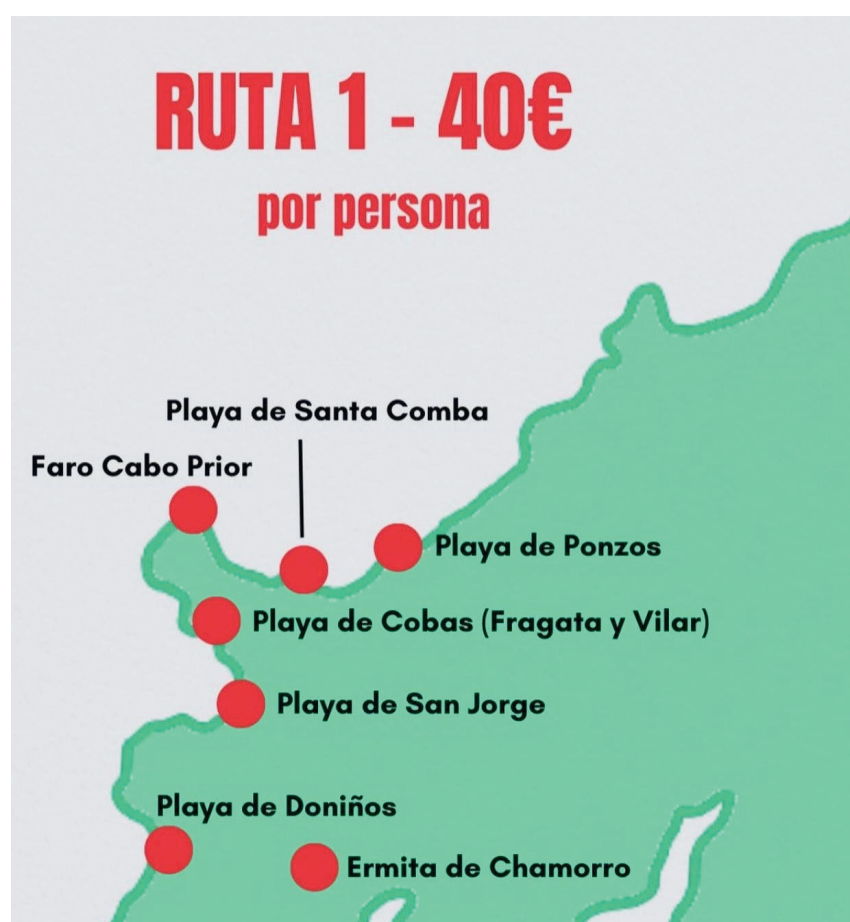 RUTA 1 - 40€
por persona
Playa de Santa Comba
Faro Cabo Prior
Playa de Ponzos
Playa de Cobas (Fragata y Vilar)
Playa de San Jorge
Playa de Doniños
Ermita de Chamorro